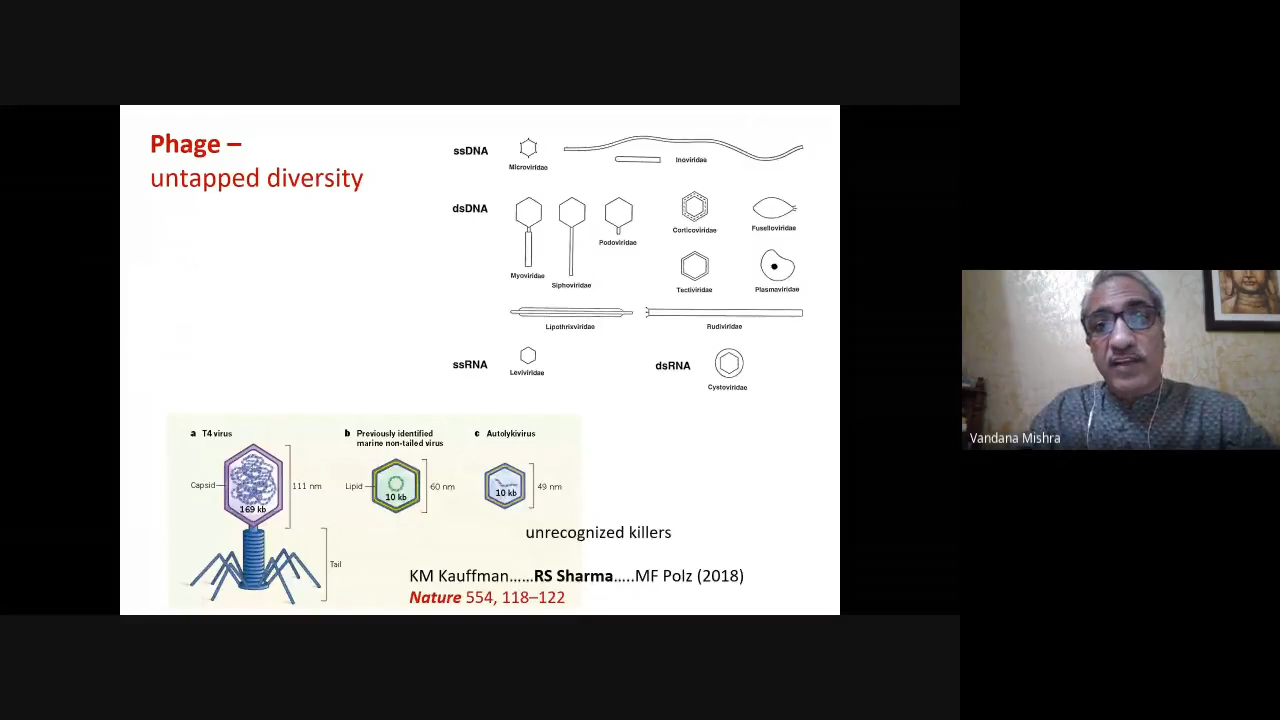 Phage –
untapped diversity
ssDNA
Microviridae
Inoviridae
dsDNA
Myoviridae
Siphoviridae
Podoviridae
Corticoviridae
Fuselloviridae
Tectiviridae
Plasmaviridae
Lipothrixviridae
Rudiviridae
ssRNA
Leviviridae
dsRNA
Cystoviridae
a T4 virus
Capsid
169 kb
111 nm
Tail
b Previously identified
marine non-tailed virus
Lipid
10 kb
60 nm
c Autolykivirus
10 kb
49 nm
unrecognized killers
KM Kauffman......RS Sharma.....MF Polz (2018)
Nature 554, 118–122
Vandana Mishra